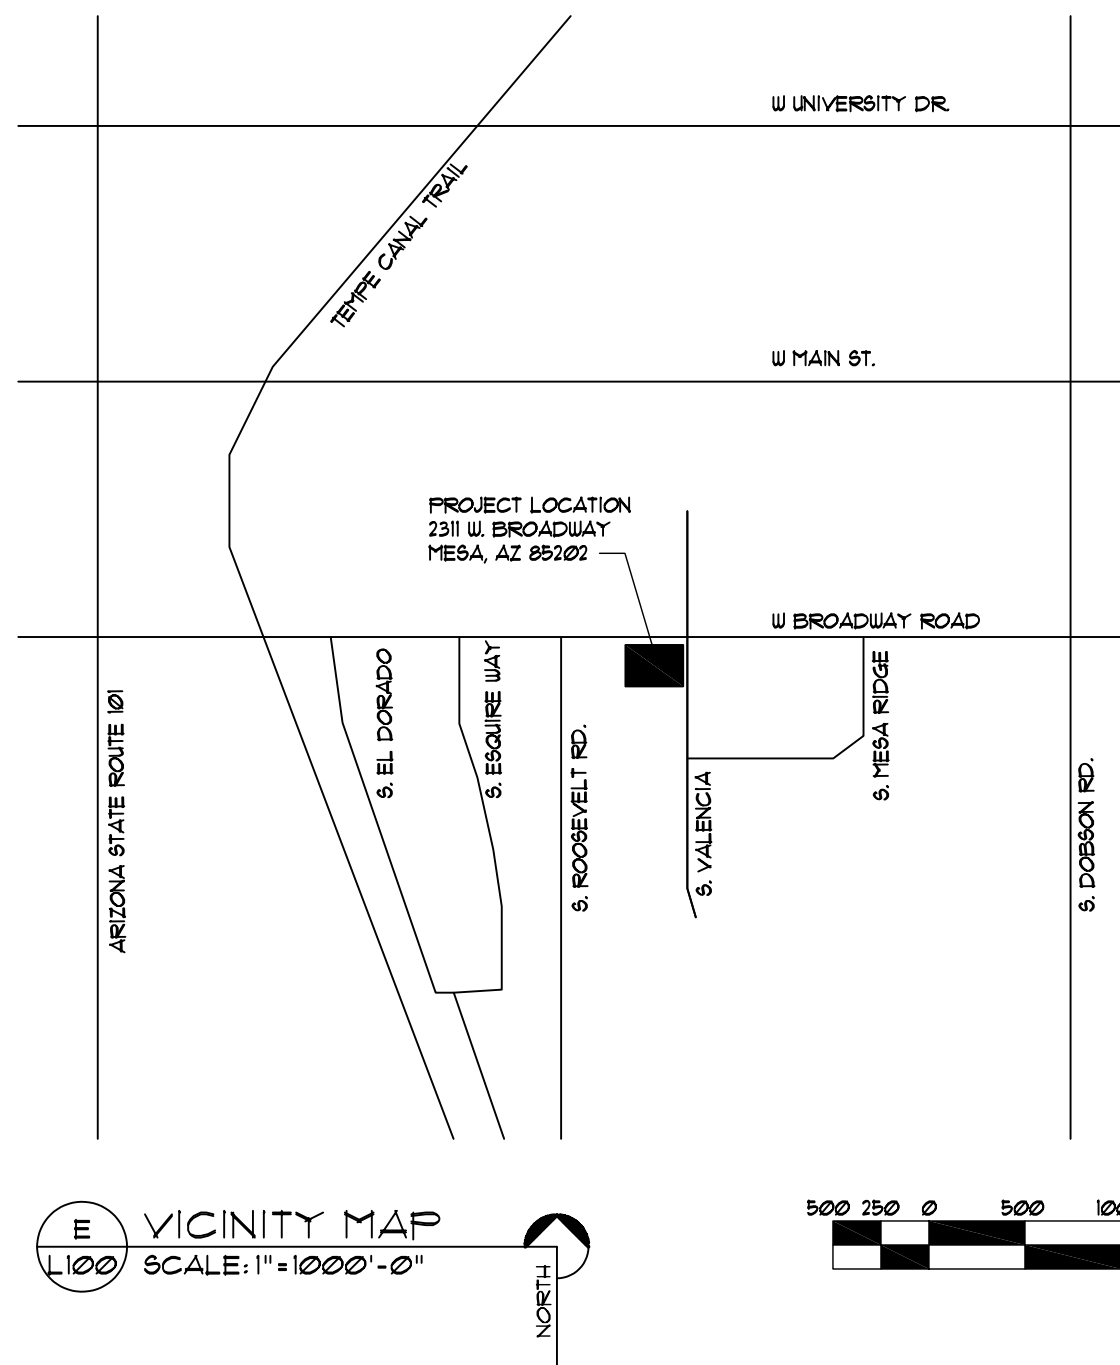 W UNIVERSITY DR.
TEMPE CANAL TRAIL
W MAIN ST.
PROJECT LOCATION
2311 W. BROADWAY
MESA, AZ 85202
W BROADWAY ROAD
ARIZONA STATE ROUTE 101
S. EL DORADO
S. ESQUIRE WAY
S. ROOSEVELT RD.
S. VALENCIA
S. MESA RIDGE
S. DOBSON RD.
E
L100
VICINITY MAP
SCALE: 1"=1000'-0"
NORTH
500 250 0 500